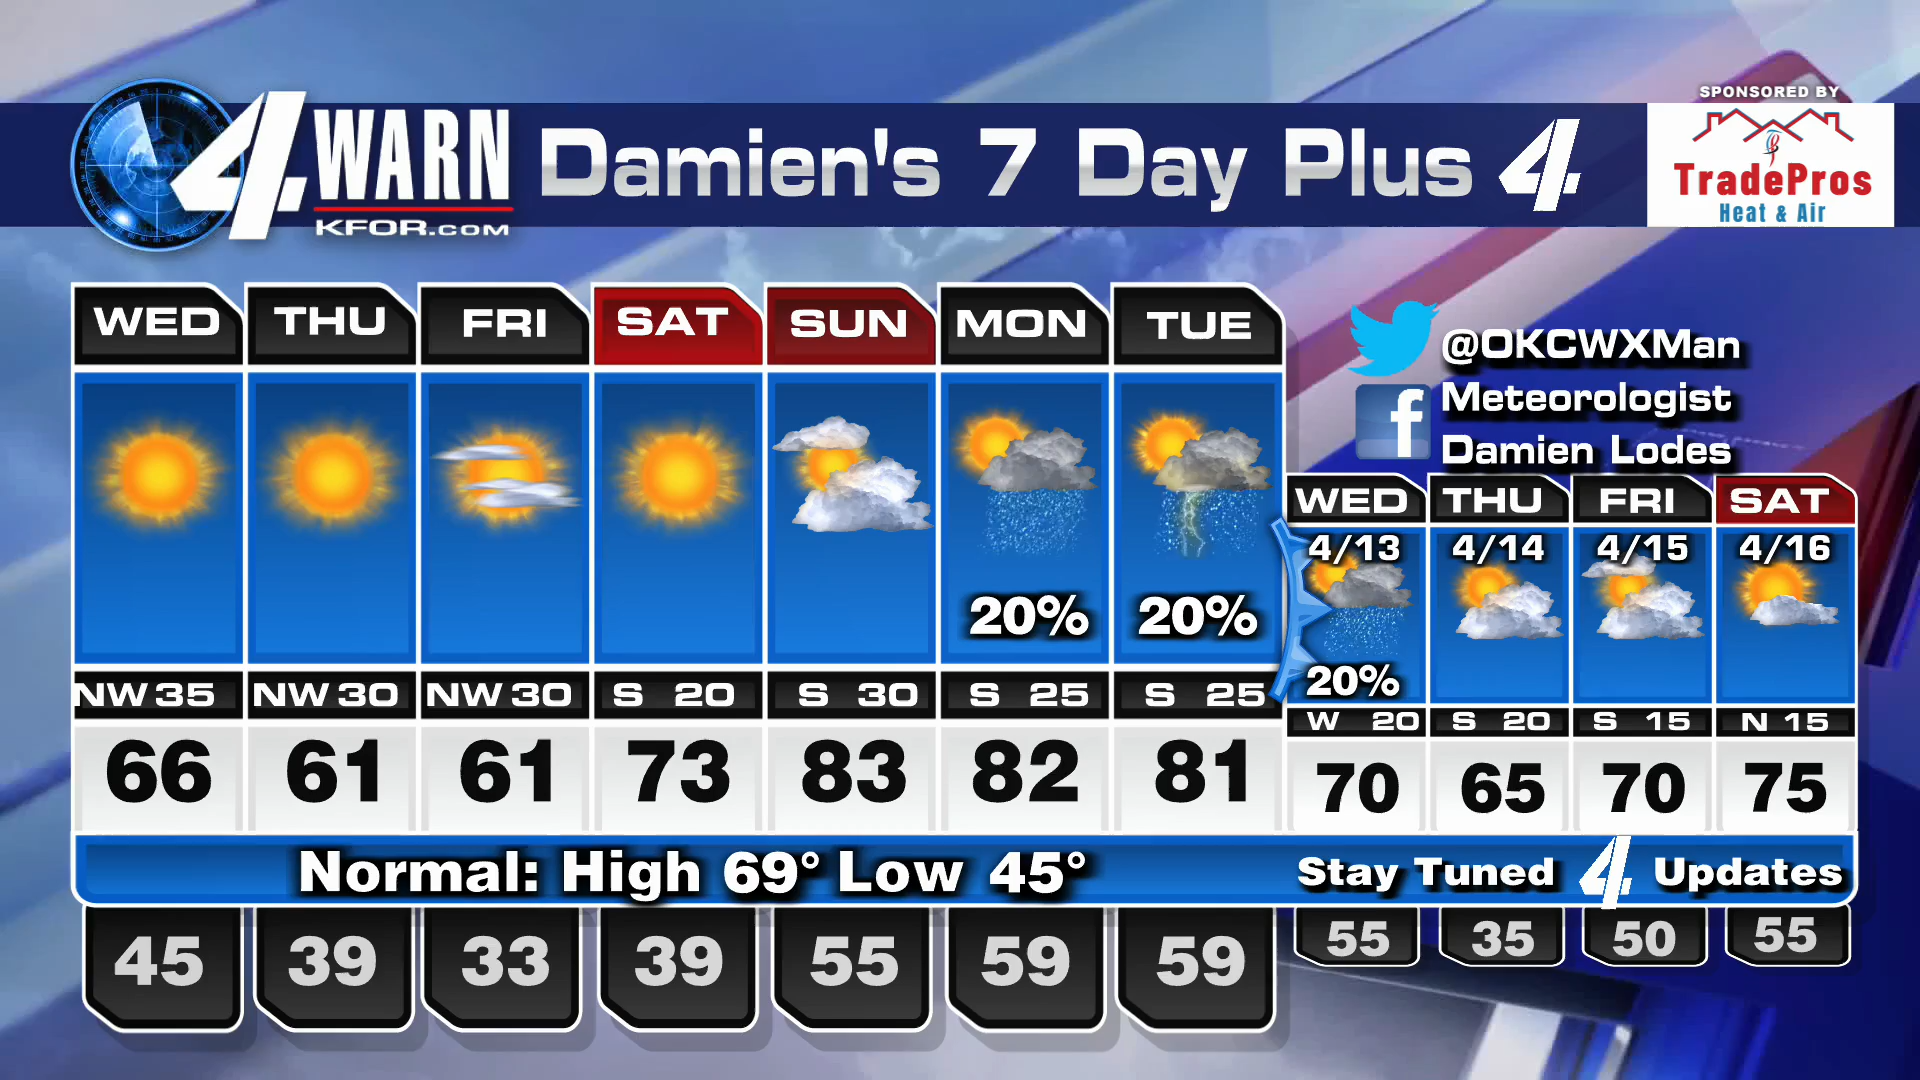 SPONSORED BY
4WARN
KFOR.COM
Damien's 7 Day Plus 4
TradePros
Heat & Air
@OKCWXMan
Meteorologist
Damien Lodes
WED THU FRI SAT SUN MON TUE
20% 20%
NW 35 NW 30 NW 30 S 20 S 30 S 25 S 25
66 61 61 73 83 82 81
WED THU FRI SAT
4/13 4/14 4/15 4/16
20%
W 20 S 20 S 15 N 15
70 65 70 75
Normal: High 69° Low 45°
Stay Tuned 4 Updates
45 39 33 39 55 59 59
55 35 50 55